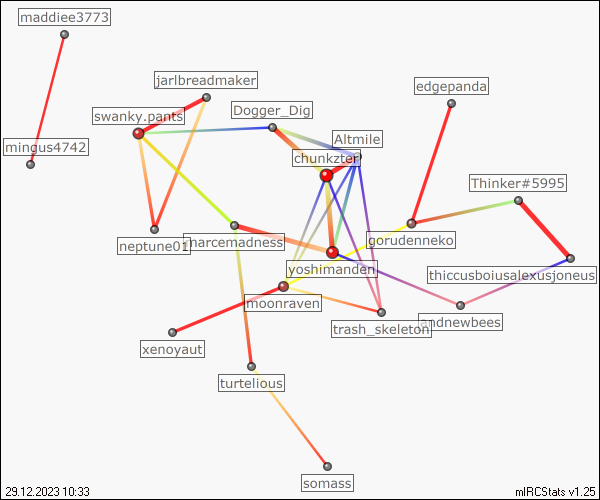 maddiee3773
jarlbreadmaker
edgepanda
swanky.pants
Dogger_Dig
Altmile
mingus4742
chunkzter
Thinker#5995
neptune01
marcemadness
gorudenneko
yoshimanden
thiccusboiusalexusjoneus
moonraven
trash_skeleton
andnewbees
xenoyaut
turtelious
somass
29.12.2023 10:33
mIRCStats v1.25